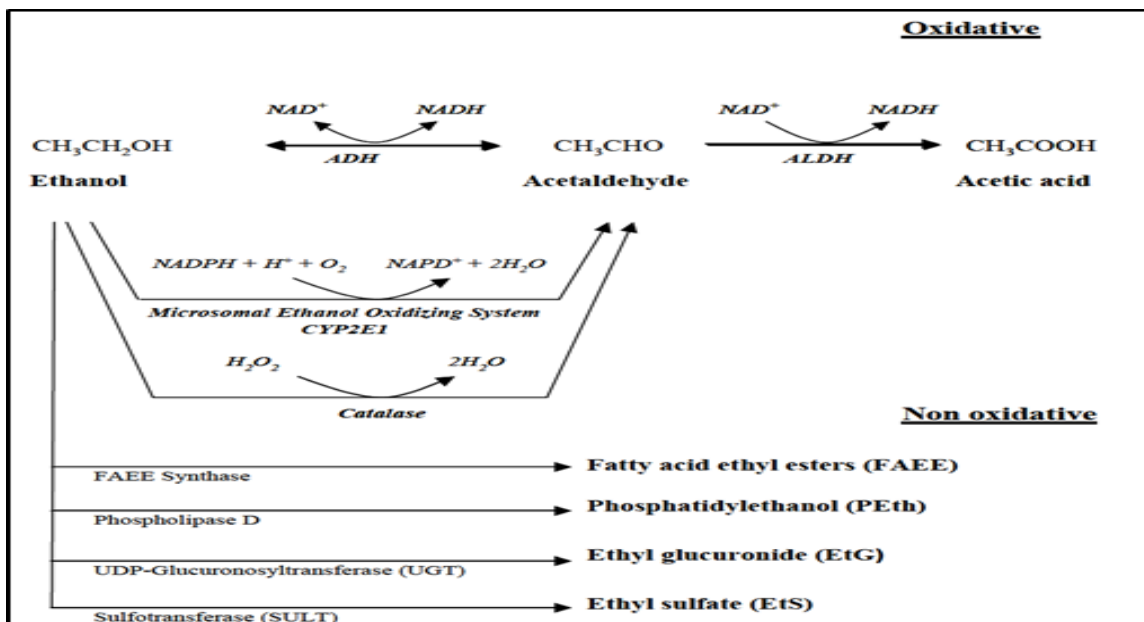 Oxidative
NAD⁺ NADH NAD⁺ NADH
CH₃CH₂OH CH₃CHO CH₃COOH
ADH ALDH
Ethanol Acetaldehyde Acetic acid
NADPH + H⁺ + O₂ NAPD⁺ + 2H₂O
Microsomal Ethanol Oxidizing System
CYP2E1
H₂O₂ 2H₂O
Catalase
Non oxidative
Fatty acid ethyl esters (FAEE)
FAEE Synthase
Phosphatidylethanol (PEth)
Phospholipase D
Ethyl glucuronide (EtG)
UDP-Glucuronosyltransferase (UGT)
Ethyl sulfate (EtS)
Sulfotransferase (SULT)